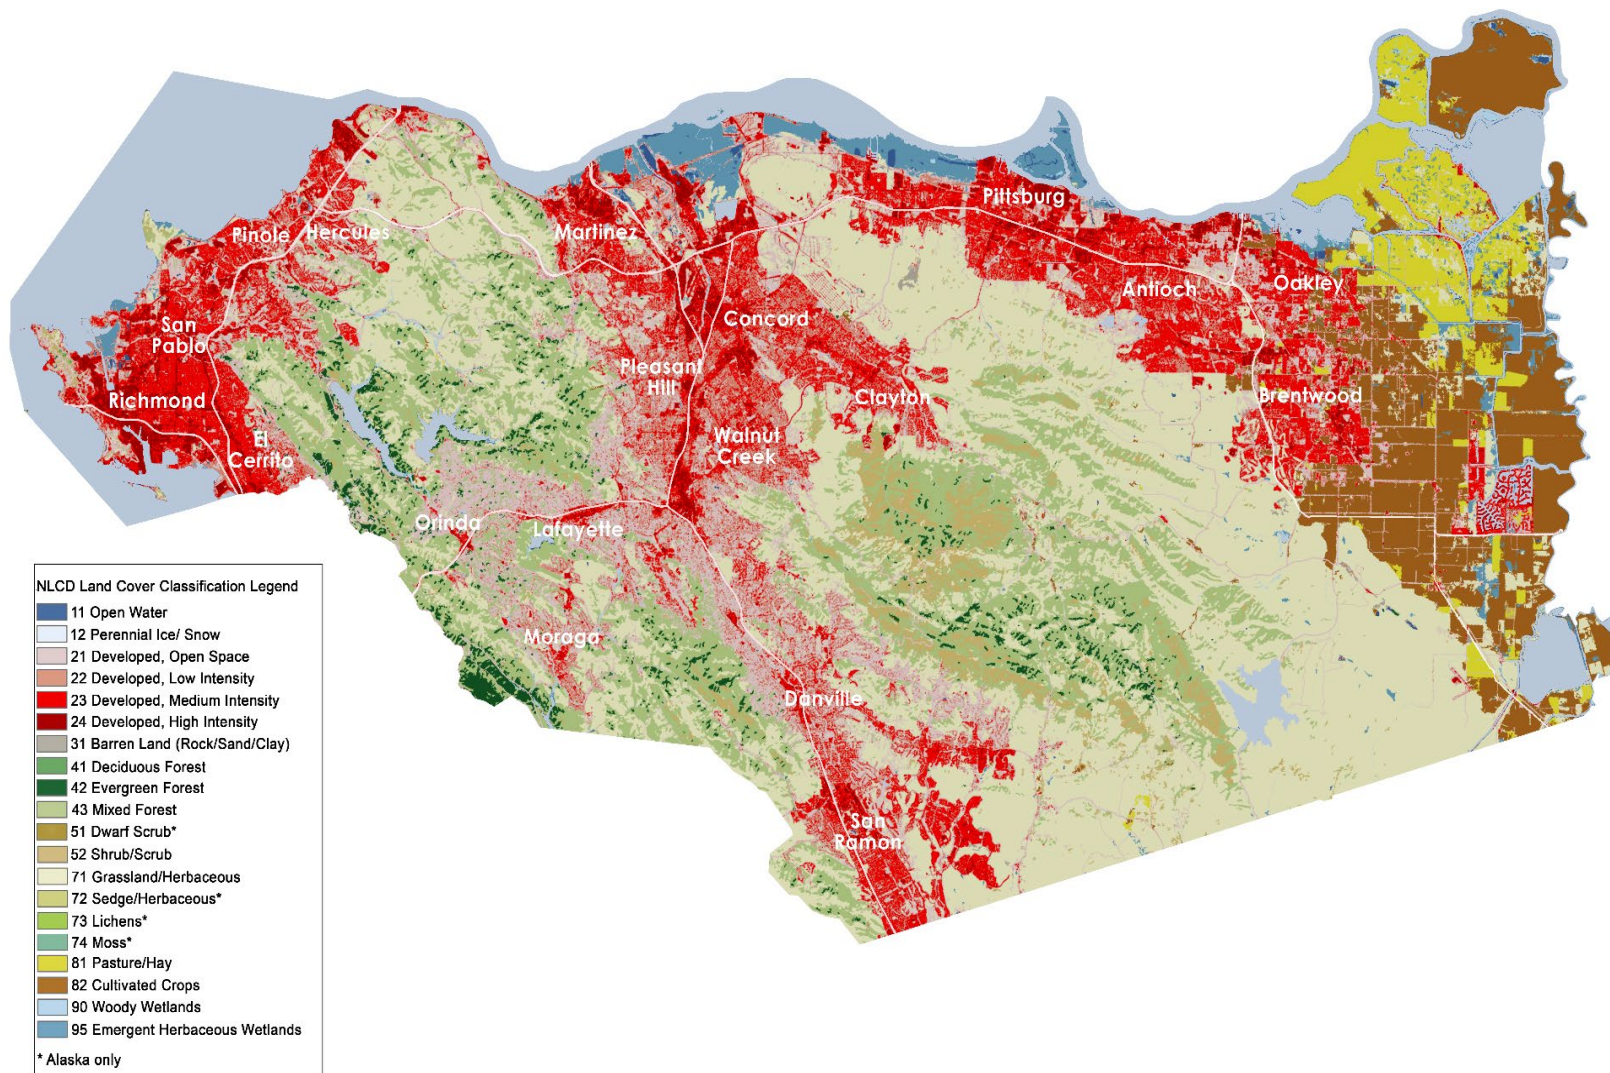 Pinole
Hercules
Martinez
Pittsburg
Antioch
Oakley
San
Pablo
Concord
Pleasant
Hill
Clayton
Brentwood
Richmond
El
Cerrito
Walnut
Creek
Orinda
Lafayette
Moraga
Danville
San
Ramon
NLCD Land Cover Classification Legend
11 Open Water
12 Perennial Ice/ Snow
21 Developed, Open Space
22 Developed, Low Intensity
23 Developed, Medium Intensity
24 Developed, High Intensity
31 Barren Land (Rock/Sand/Clay)
41 Deciduous Forest
42 Evergreen Forest
43 Mixed Forest
51 Dwarf Scrub*
52 Shrub/Scrub
71 Grassland/Herbaceous
72 Sedge/Herbaceous*
73 Lichens*
74 Moss*
81 Pasture/Hay
82 Cultivated Crops
90 Woody Wetlands
95 Emergent Herbaceous Wetlands
* Alaska only